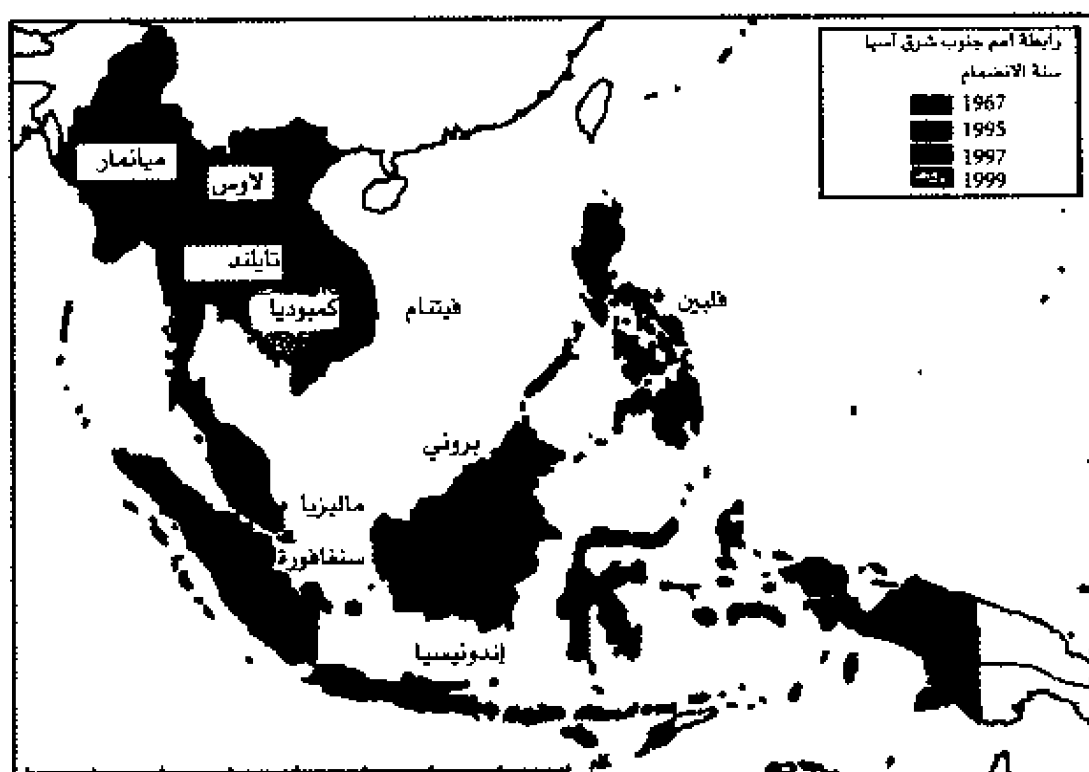 رابطة أمم جنوب شرق آسيا
سنة الانضمام
1967
1995
1997
1999
ميانمار
لاوس
تايلند
كمبوديا
فيتنام
فلبين
بروني
ماليزيا
سنغافورة
إندونيسيا